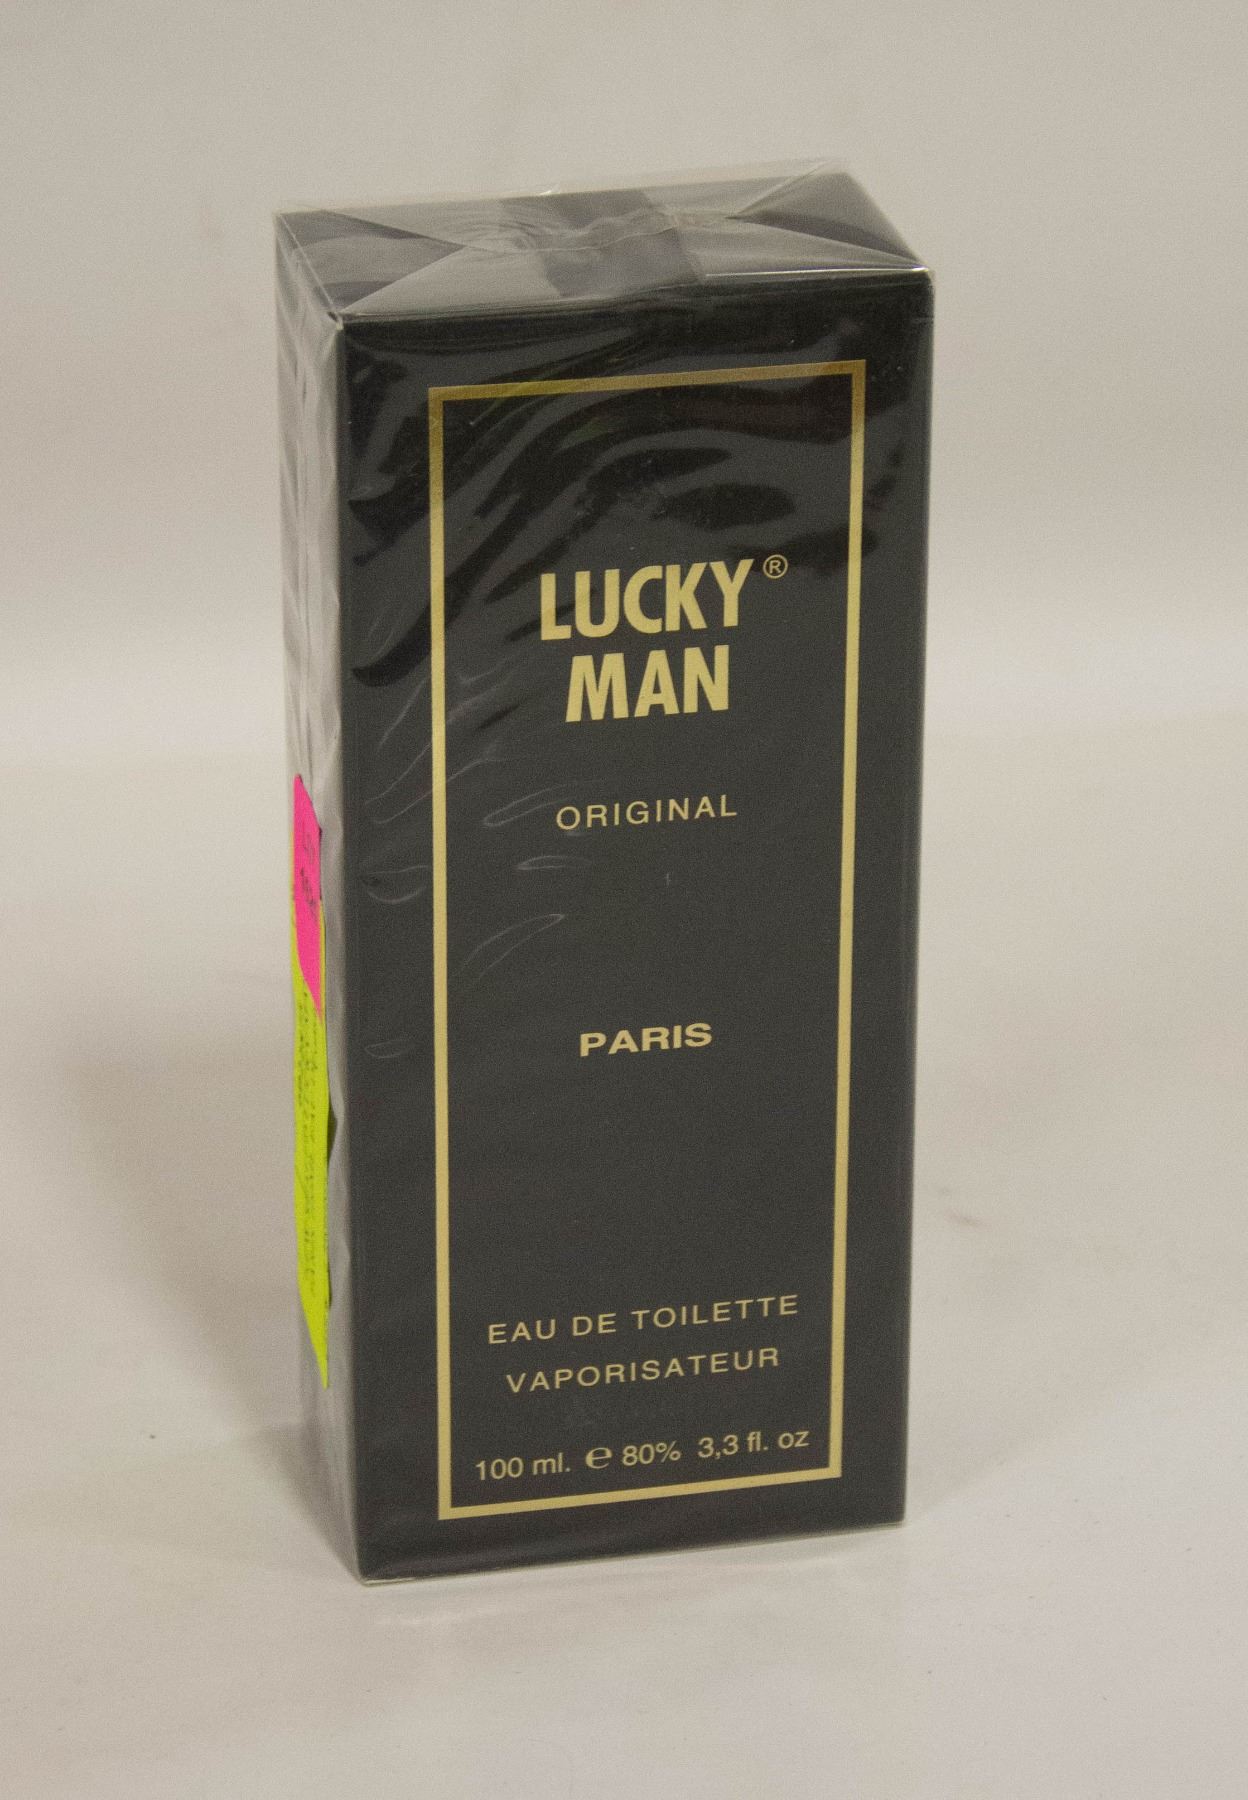 LUCKY®
MAN
ORIGINAL
PARIS
EAU DE TOILETTE
VAPORISATEUR
100 ml. ℮ 80% 3,3 fl. oz